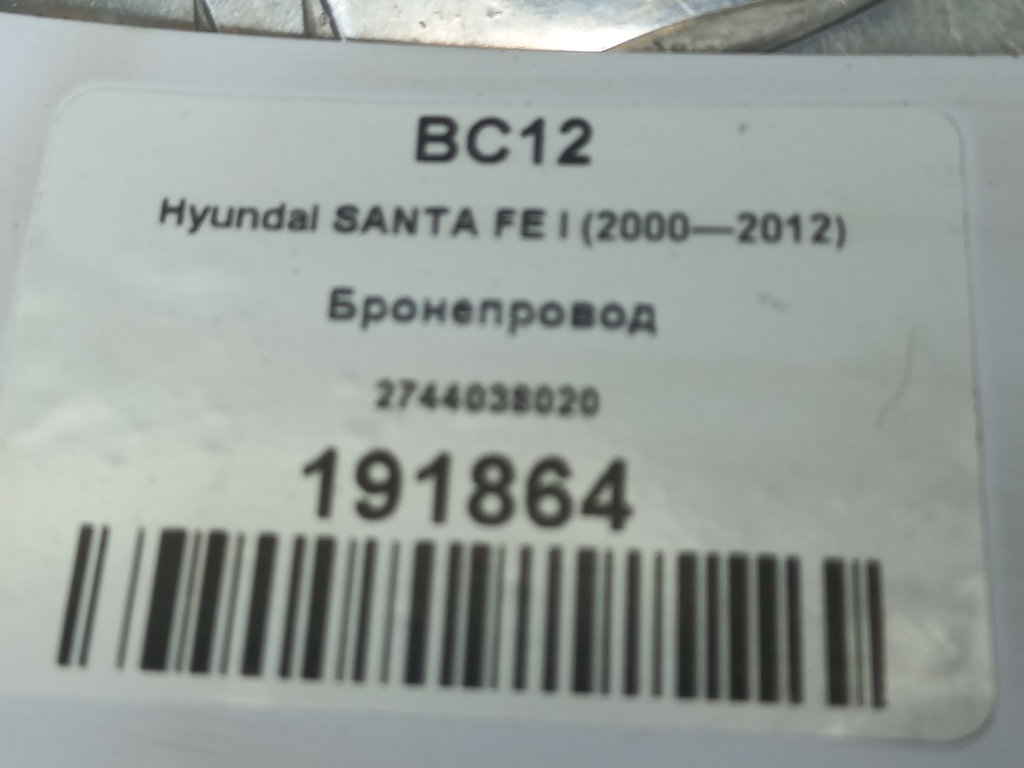 BC12
Hyundai SANTA FE I (2000—2012)
Бронепровод
2744038020
191864